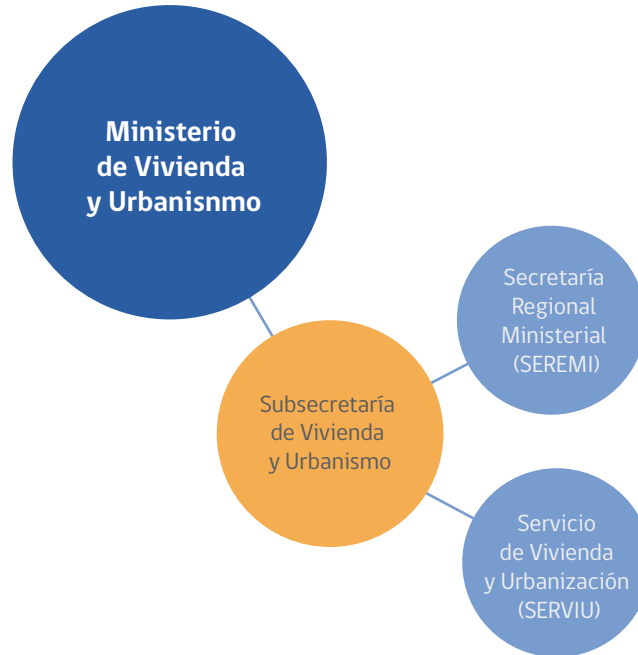 Ministerio
de Vivienda
y Urbanisnmo
Secretaría
Regional
Ministerial
(SEREMI)
Subsecretaría
de Vivienda
y Urbanismo
Servicio
de Vivienda
y Urbanización
(SERVIU)